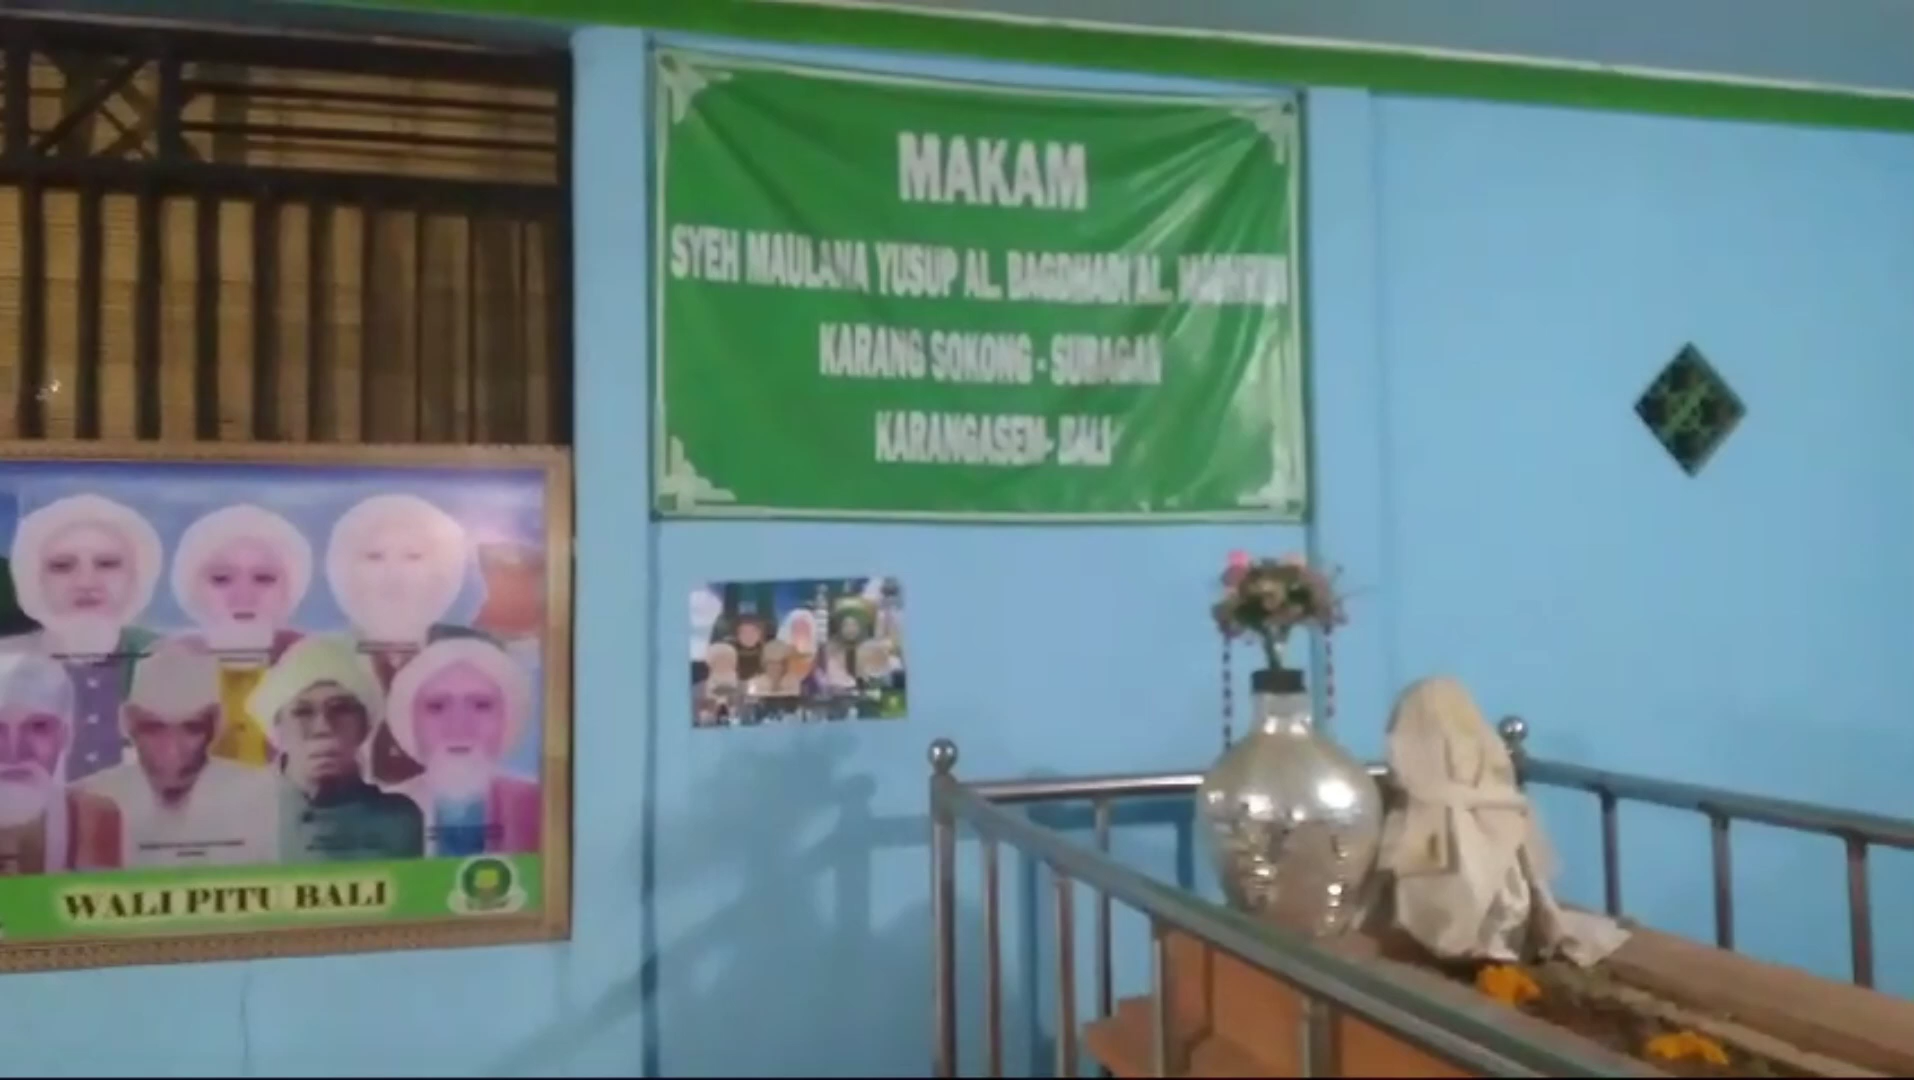 MAKAM
SYEH MAULANA YUSUP AL. BAGDHADI AL.
KARANG SOKONG - SUBAGAN
KARANGASEM- BALI
WALI PITU BALI